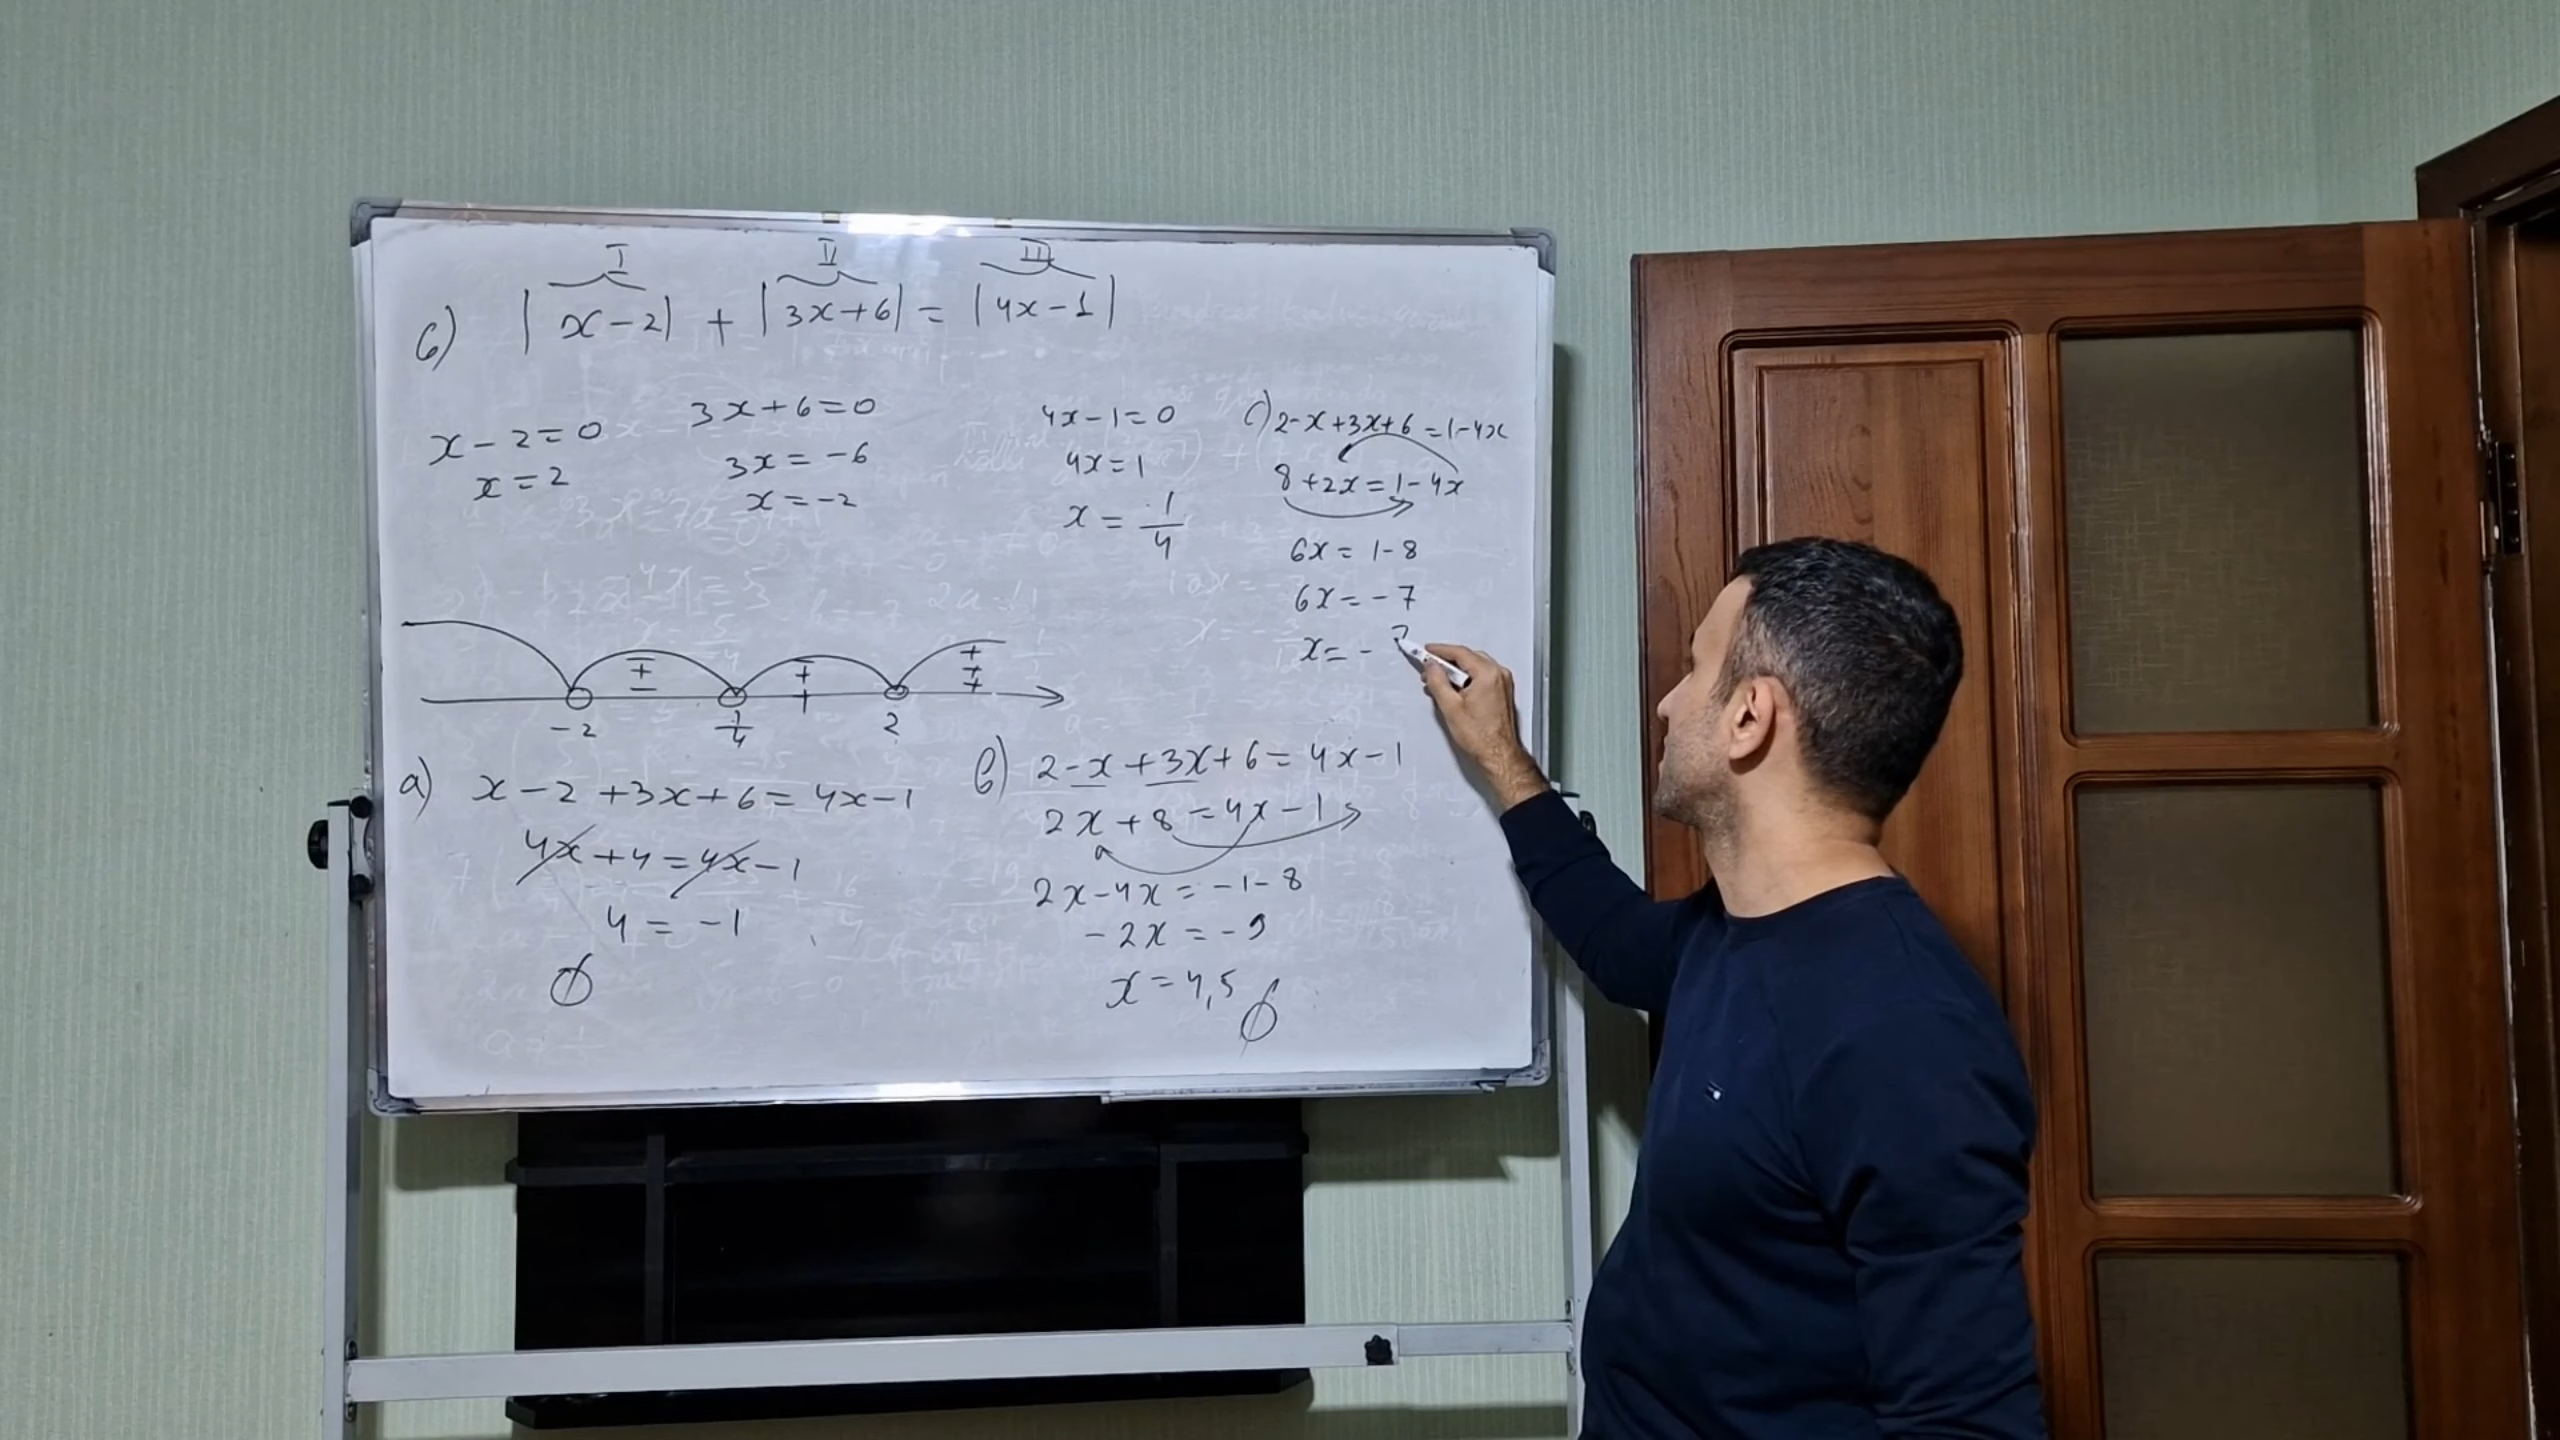 I II III
6) |x-2| + |3x+6| = |4x-1|
x-2=0
x=2
3x+6=0
3x=-6
x=-2
4x-1=0
4x=1
x=1/4
c) 2-x+3x+6=1-4x
8+2x=1-4x
6x=1-8
6x=-7
x=-7
- + -
- + +
+ + +
-2 1/4 2
a) x-2+3x+6=4x-1
4x+4=4x-1
4=-1
∅
b) 2-x+3x+6=4x-1
2x+8=4x-1
2x-4x=-1-8
-2x=-9
x=4,5
∅